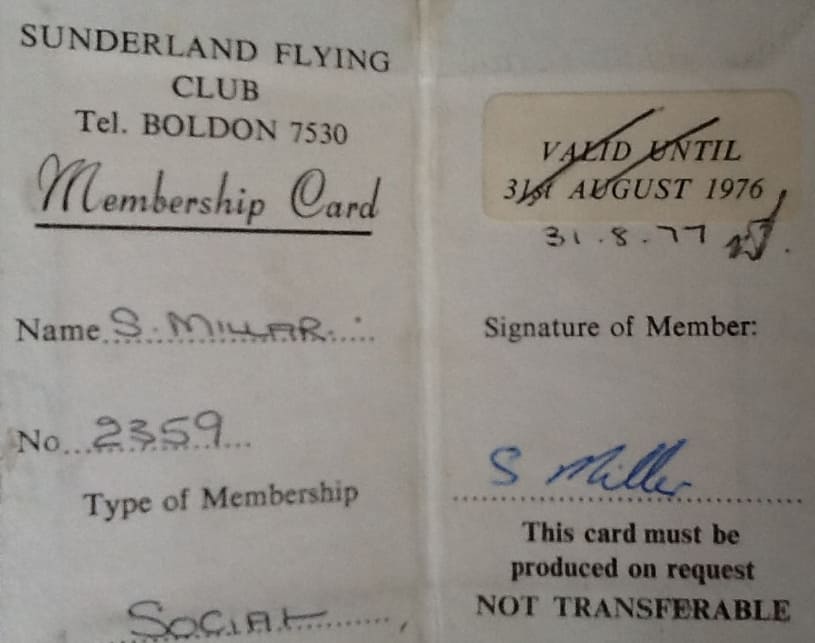 SUNDERLAND FLYING
CLUB
Tel. BOLDON 7530
Membership Card
Name S. MILLAR
No. 2359
Type of Membership
SOCIAL
VALID UNTIL
31st AUGUST 1976
31.8.77
Signature of Member:
S Miller
This card must be
produced on request
NOT TRANSFERABLE